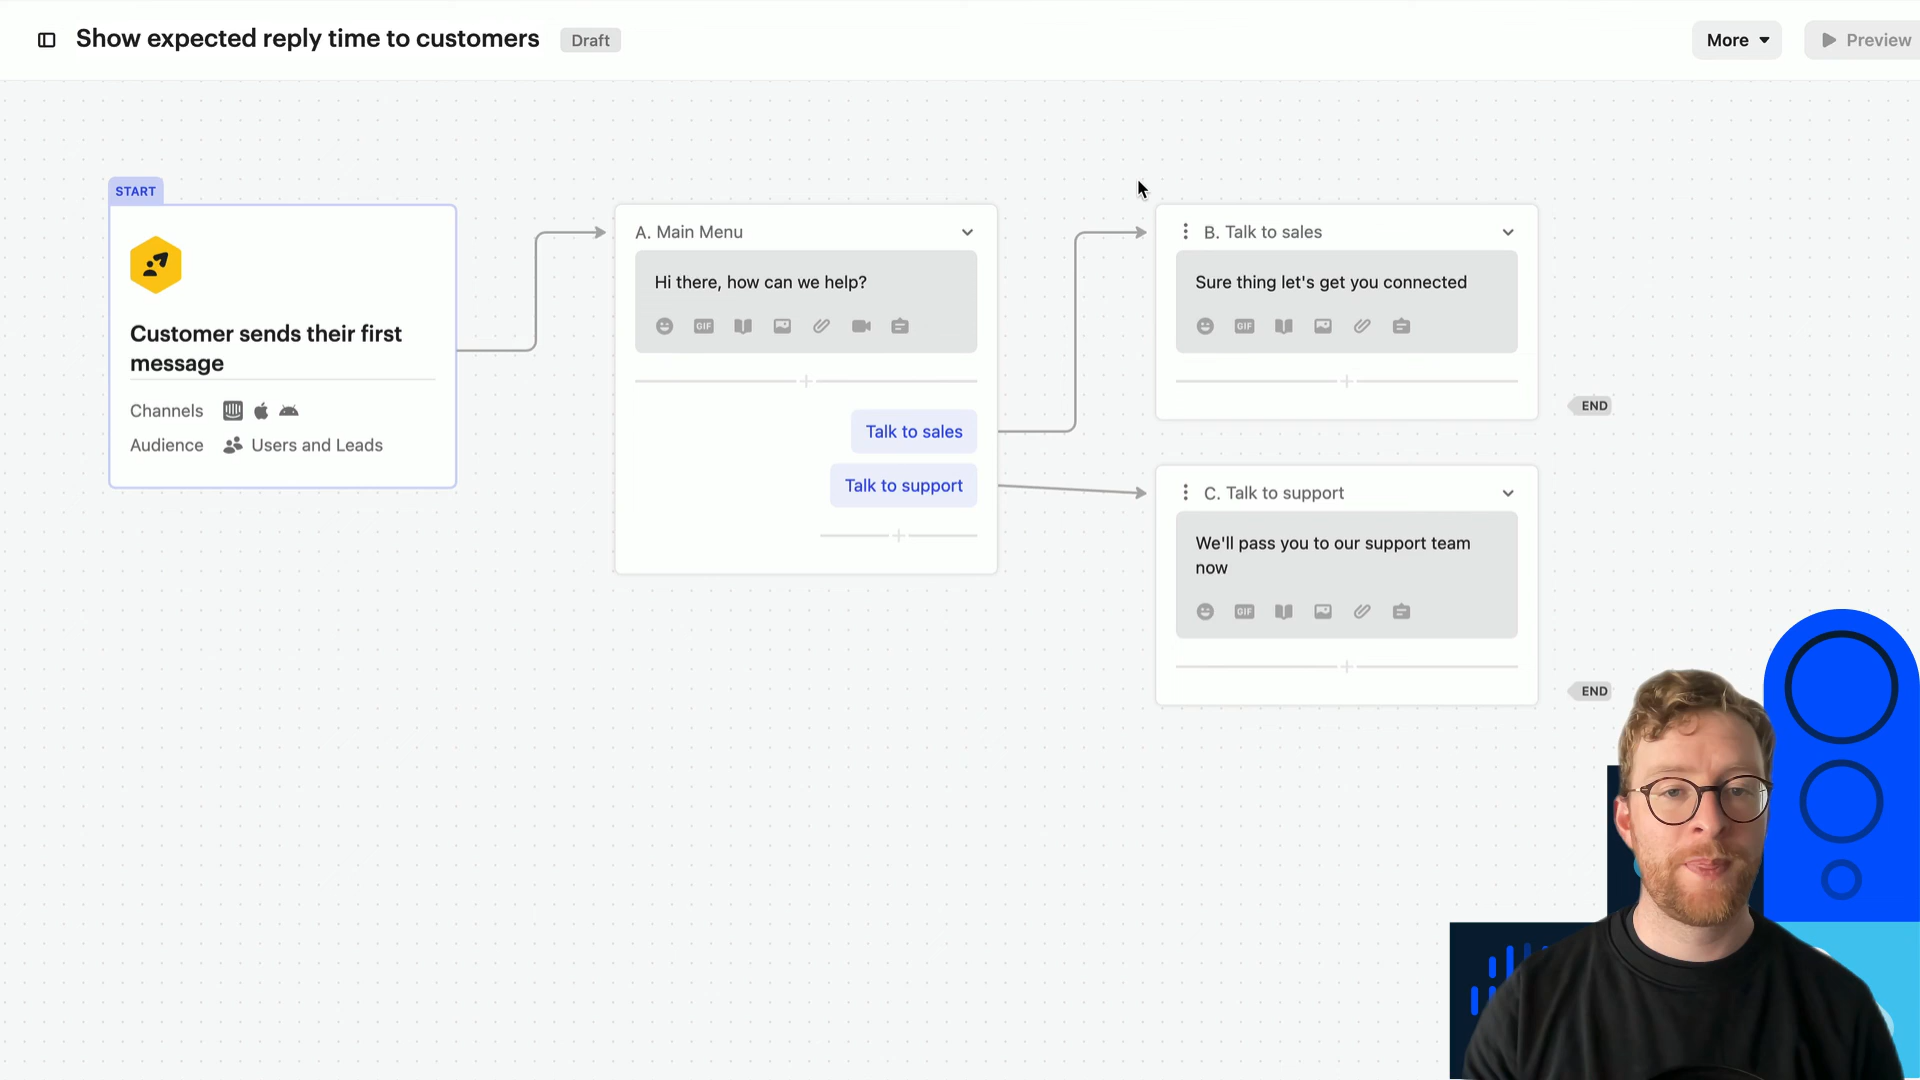 Show expected reply time to customers
Draft
More
Preview
START
Customer sends their first
message
Channels
Audience
Users and Leads
A. Main Menu
Hi there, how can we help?
GIF
Talk to sales
Talk to support
B. Talk to sales
Sure thing let's get you connected
GIF
END
C. Talk to support
We'll pass you to our support team
now
GIF
END